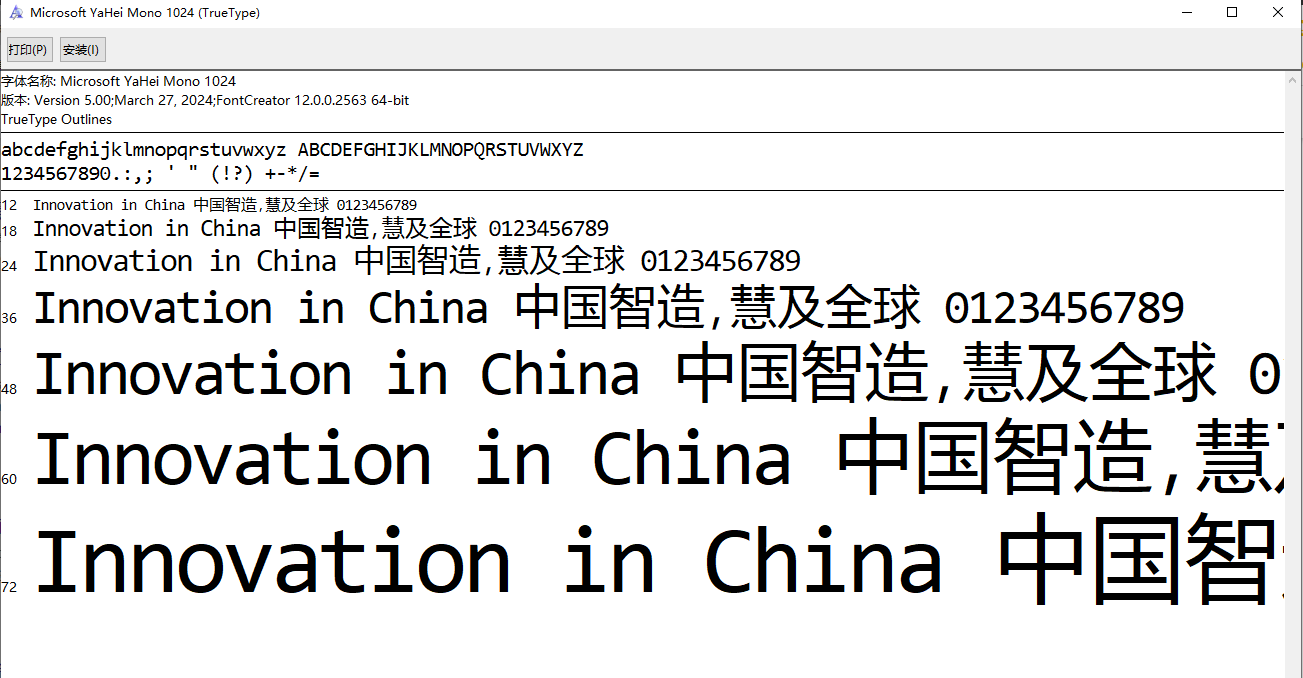 Microsoft YaHei Mono 1024 (TrueType)
打印(P) 安装(I)
字体名称: Microsoft YaHei Mono 1024
版本: Version 5.00;March 27, 2024;FontCreator 12.0.0.2563 64-bit
TrueType Outlines
abcdefghijklmnopqrstuvwxyz ABCDEFGHIJKLMNOPQRSTUVWXYZ
1234567890.:,; ' " (!?) +-*/=
12 Innovation in China 中国智造,慧及全球 0123456789
18 Innovation in China 中国智造,慧及全球 0123456789
24 Innovation in China 中国智造,慧及全球 0123456789
36 Innovation in China 中国智造,慧及全球 0123456789
48 Innovation in China 中国智造,慧及全球 0
60 Innovation in China 中国智造,慧
72 Innovation in China 中国智